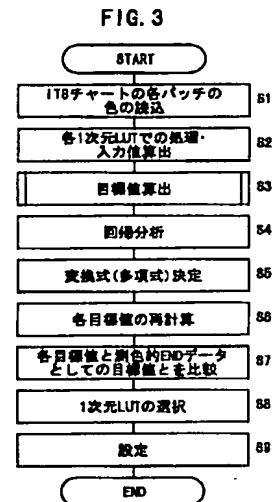 FIG. 3
START
IT8チャートの各パッチの
色の読込
S1
各1次元LUTでの処理・
入力値算出
S2
目標値算出
S3
回帰分析
S4
変換式(多項式)決定
S5
各目標値の再計算
S6
各目標値と測色的ENDデータ
としての目標値とを比較
S7
1次元LUTの選択
S8
設定
S9
END